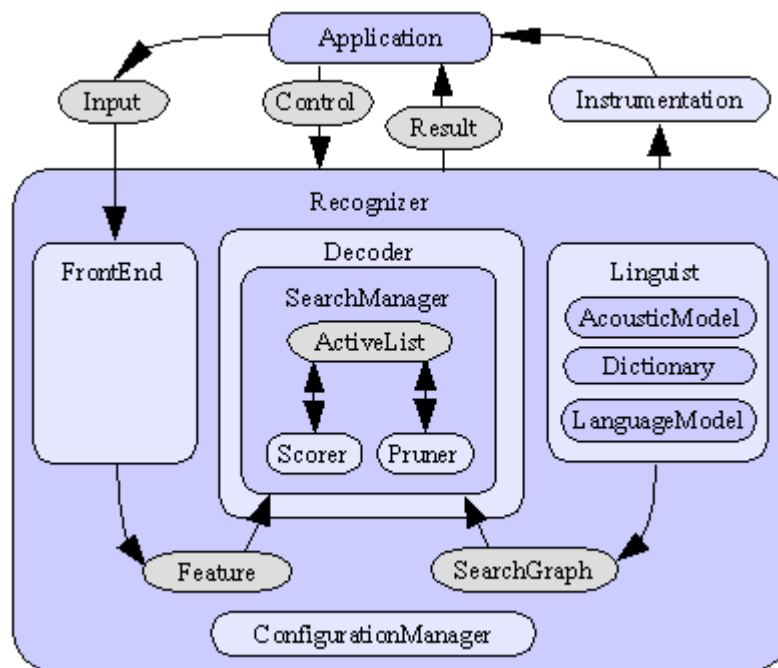 Application
Input
Control
Result
Instrumentation
Recognizer
FrontEnd
Decoder
SearchManager
ActiveList
Scorer
Pruner
Linguist
AcousticModel
Dictionary
LanguageModel
Feature
SearchGraph
ConfigurationManager